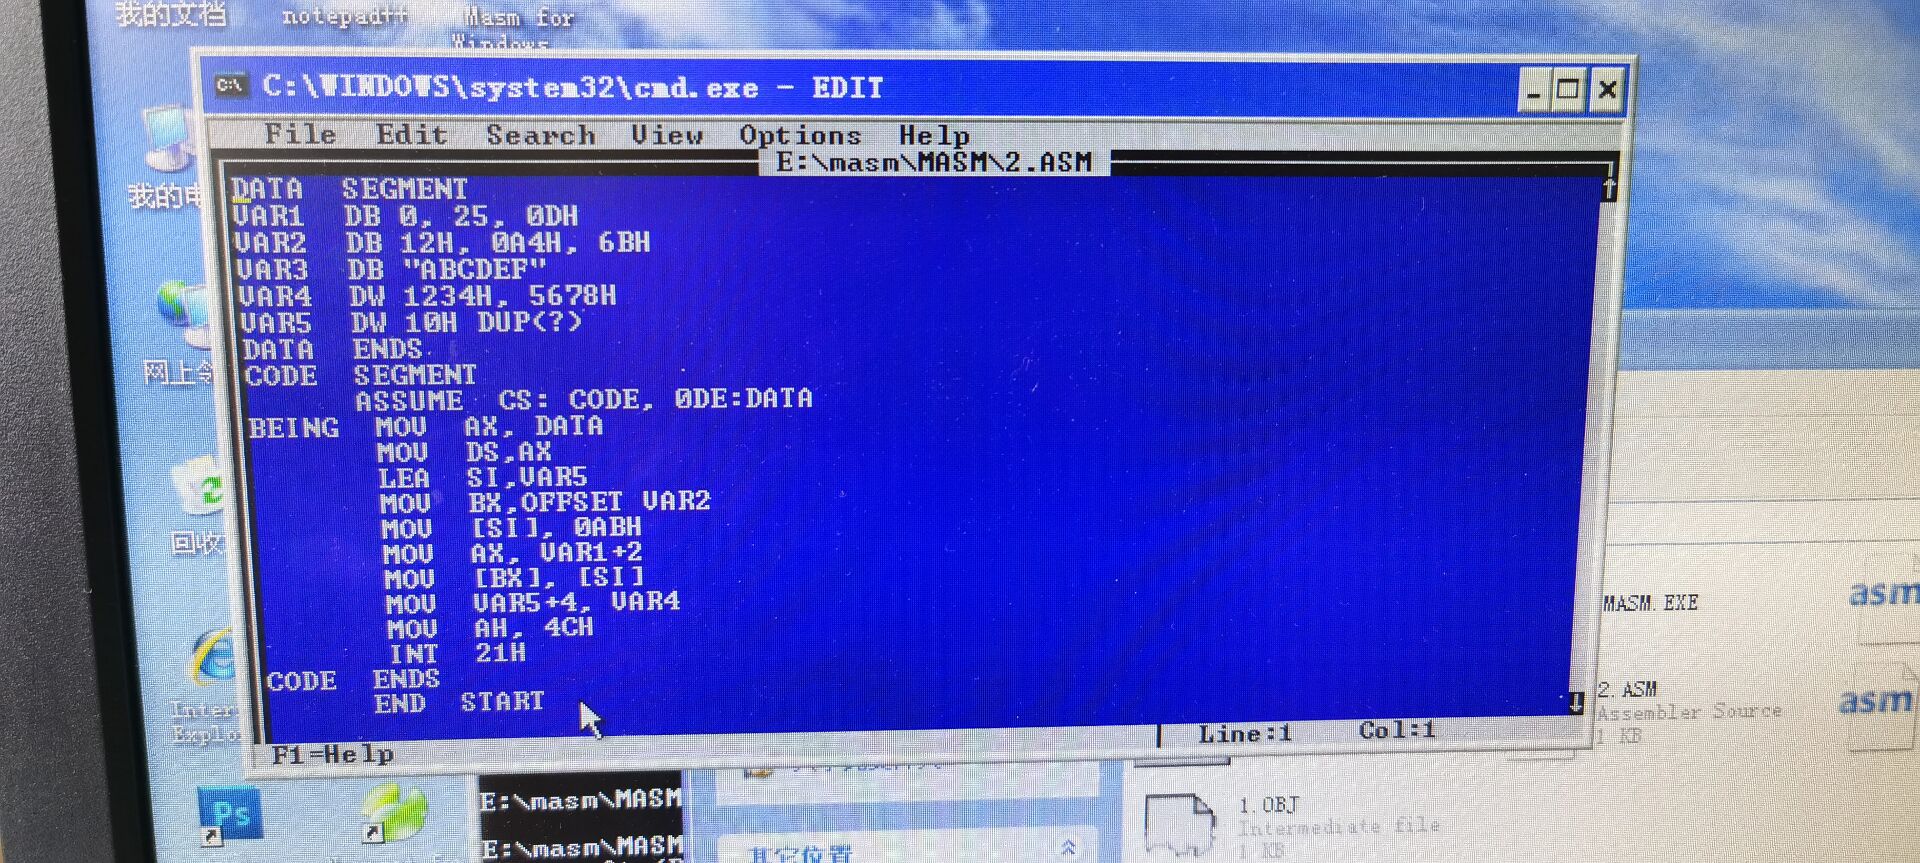 我的文档
notepad++
Masm for
Windows
C:\WINDOWS\system32\cmd.exe - EDIT
File Edit Search View Options Help
E:\masm\MASM\2.ASM
DATA SEGMENT
VAR1 DB 0, 25, 0DH
VAR2 DB 12H, 0A4H, 6BH
VAR3 DB "ABCDEF"
VAR4 DW 1234H, 5678H
VAR5 DW 10H DUP(?)
DATA ENDS
CODE SEGMENT
ASSUME CS: CODE, 0DE:DATA
BEING MOV AX, DATA
MOV DS,AX
LEA SI,VAR5
MOV BX,OFFSET VAR2
MOV [SI], 0ABH
MOV AX, VAR1+2
MOV [BX], [SI]
MOV VAR5+4, VAR4
MOV AH, 4CH
INT 21H
CODE ENDS
END START
F1=Help
Line:1 Col:1
我的
网上
回收
Inter
Explo
Ps
E:\masm\MASM
E:\masm\MASM
其它位置
MASM.EXE
asm
2.ASM
Assembler Source
1 KB
asm
1.OBJ
Intermediate file
1 KB